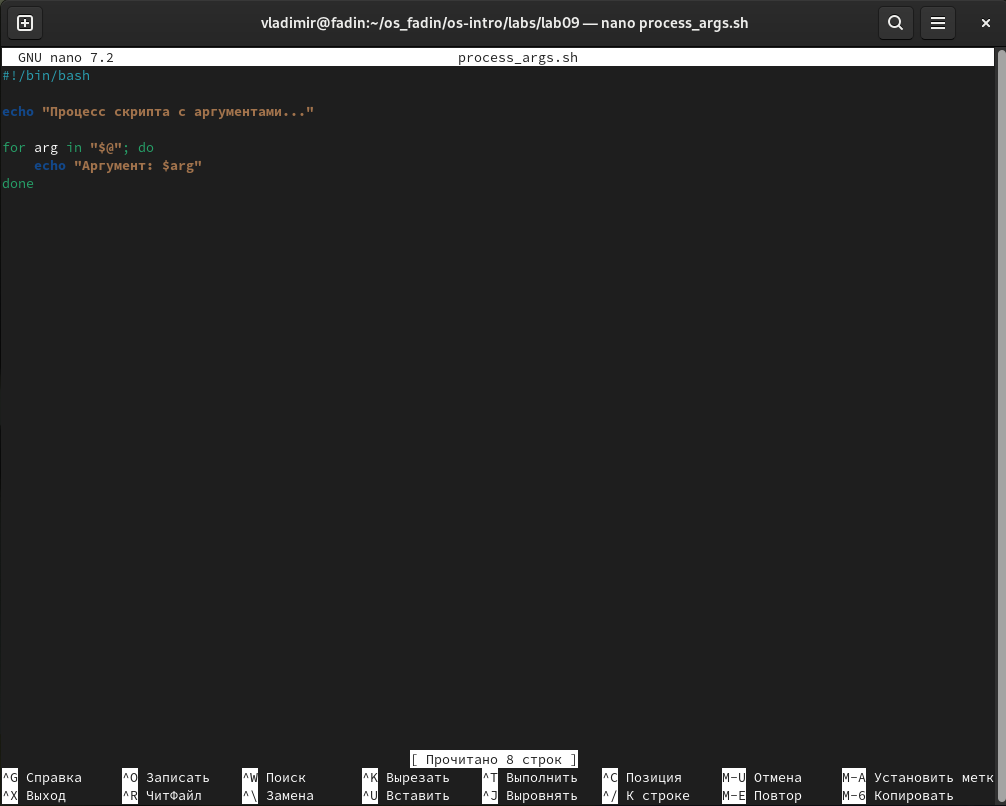 vladimir@fadin:~/os_fadin/os-intro/labs/lab09 — nano process_args.sh
GNU nano 7.2 process_args.sh
#!/bin/bash
echo "Процесс скрипта с аргументами..."
for arg in "$@"; do
    echo "Аргумент: $arg"
done
[ Прочитано 8 строк ]
^G Справка ^O Записать ^W Поиск ^K Вырезать ^T Выполнить ^C Позиция M-U Отмена M-A Установить метк
^X Выход ^R ЧитФайл ^\ Замена ^U Вставить ^J Выровнять ^/ К строке M-E Повтор M-6 Копировать